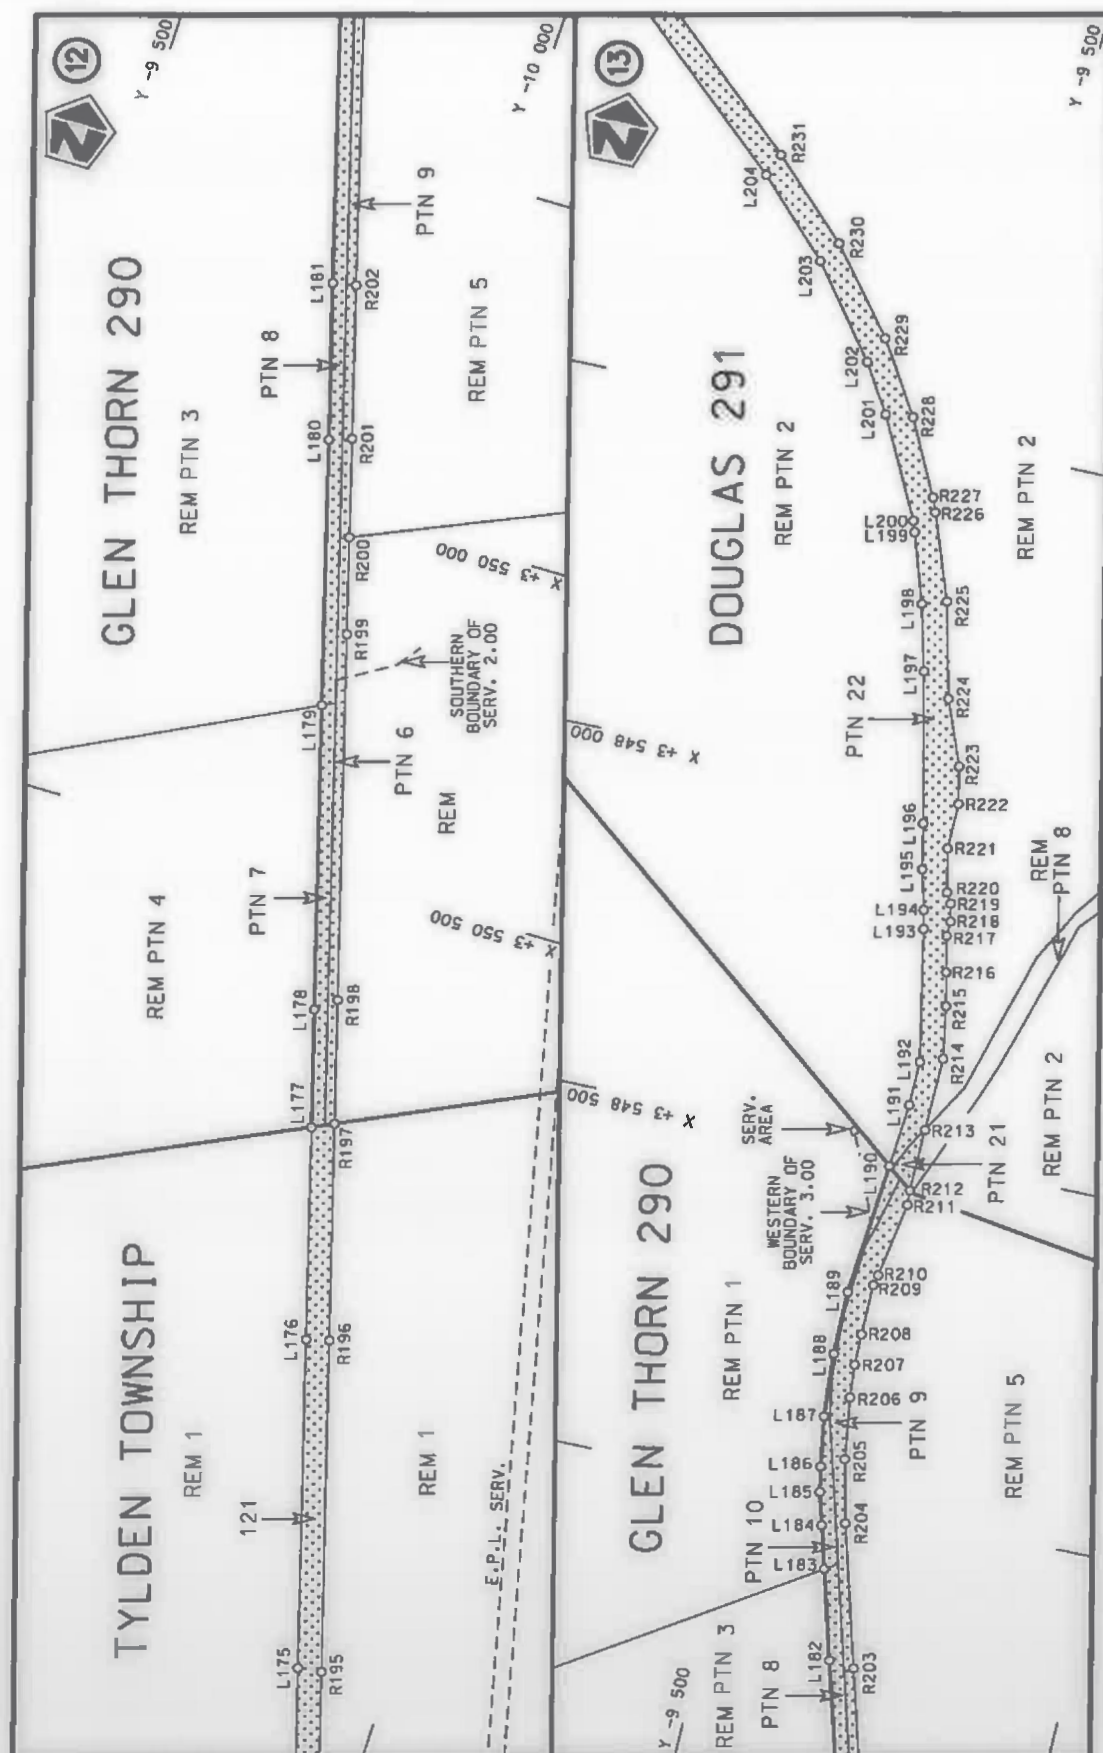 12
Y -9 500
Y -10 000
GLEN THORN 290
REM PTN 3
PTN 8
L181
R202
PTN 9
L180
R201
REM PTN 5
R200
X +3 550 000
R199
SOUTHERN
BOUNDARY OF
SERV. 2.00
L179
PTN 6
REM
REM PTN 4
PTN 7
X +3 550 500
L178
R198
L177
R197
TYLDEN TOWNSHIP
REM 1
L176
R196
REM 1
121
E.P.L. SERV.
L175
R195
13
Y -9 500
L204
R231
L203
R230
L202
R229
L201
R228
DOUGLAS 291
REM PTN 2
L200
L199
R227
R226
REM PTN 2
L198
R225
L197
R224
PTN 22
X +3 548 000
R223
L196
R222
L195
R221
L194
R220
R219
L193
R218
R217
REM
PTN 8
R216
R215
L192
R214
L191
R213
X +3 548 500
SERV.
AREA
L190
PTN 21
REM PTN 2
R212
R211
WESTERN
BOUNDARY OF
SERV. 3.00
GLEN THORN 290
REM PTN 1
L189
R210
R209
L188
R208
R207
L187
R206
PTN 9
L186
R205
REM PTN 5
L185
L184
R204
PTN 10
L183
REM PTN 3
L182
R203
PTN 8
Y -9 500